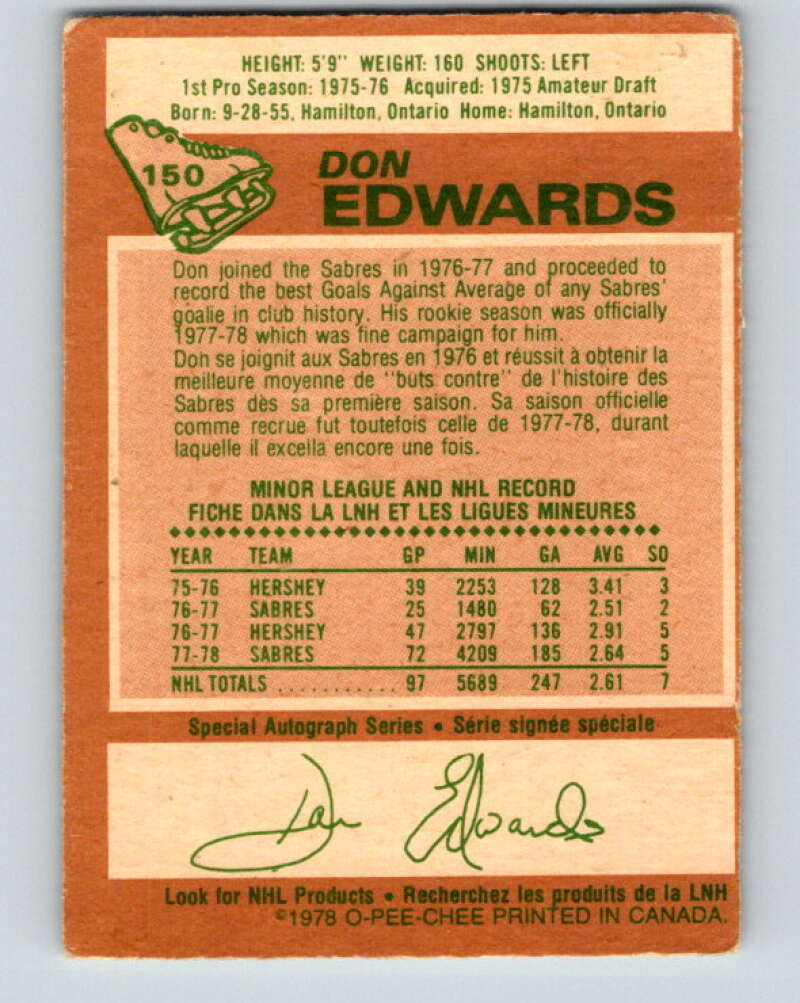 HEIGHT: 5'9" WEIGHT: 160 SHOOTS: LEFT
1st Pro Season: 1975-76 Acquired: 1975 Amateur Draft
Born: 9-28-55, Hamilton, Ontario Home: Hamilton, Ontario
150
DON
EDWARDS
Don joined the Sabres in 1976-77 and proceeded to
record the best Goals Against Average of any Sabres'
goalie in club history. His rookie season was officially
1977-78 which was fine campaign for him.
Don se joignit aux Sabres en 1976 et réussit à obtenir la
meilleure moyenne de "buts contre" de l'histoire des
Sabres dès sa première saison. Sa saison officielle
comme recrue fut toutefois celle de 1977-78, durant
laquelle il excella encore une fois.
MINOR LEAGUE AND NHL RECORD
FICHE DANS LA LNH ET LES LIGUES MINEURES
YEAR TEAM GP MIN GA AVG SO
75-76 HERSHEY 39 2253 128 3.41 3
76-77 SABRES 25 1480 62 2.51 2
76-77 HERSHEY 47 2797 136 2.91 5
77-78 SABRES 72 4209 185 2.64 5
NHL TOTALS ........... 97 5689 247 2.61 7
Special Autograph Series • Série signée spéciale
Don Edwards
Look for NHL Products • Recherchez les produits de la LNH
©1978 O-PEE-CHEE PRINTED IN CANADA.